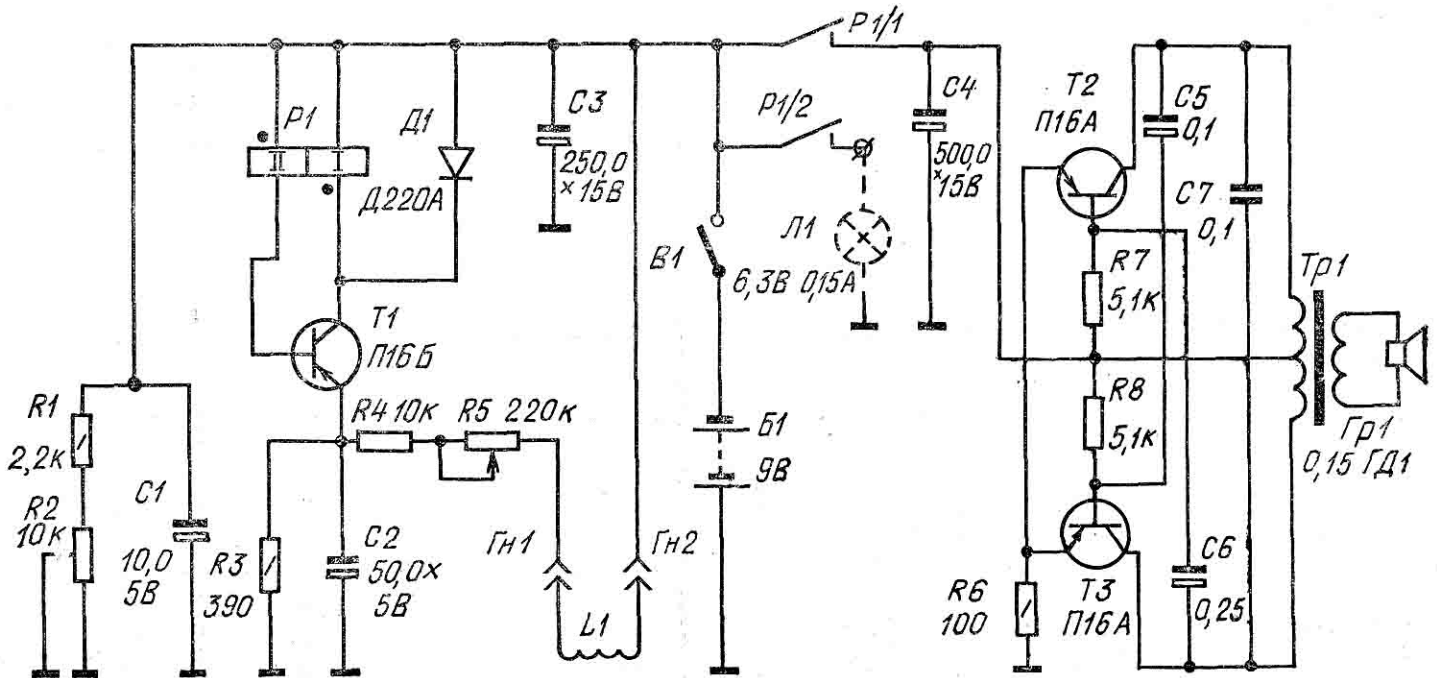 P1/1
P1
Д1
Д220А
C3
250,0
×15В
P1/2
C4
500,0
×15В
T2
П16А
C5
0,1
C7
0,1
B1
Л1
6,3В 0,15А
R7
5,1к
Tp1
T1
П16Б
R1
2,2к
R4 10к
R5 220к
Б1
9В
R8
5,1к
Гр1
0,15 ГД1
R2
10к
C1
10,0
5В
R3
390
C2
50,0×
5В
Гн1
Гн2
L1
R6
100
T3
П16А
C6
0,25